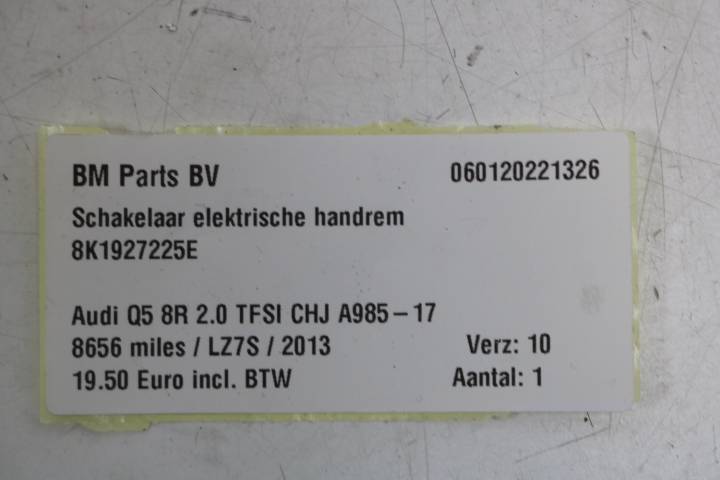 BM Parts BV 060120221326
Schakelaar elektrische handrem
8K1927225E
Audi Q5 8R 2.0 TFSI CHJ A985-17
8656 miles / LZ7S / 2013 Verz: 10
19.50 Euro incl. BTW Aantal: 1